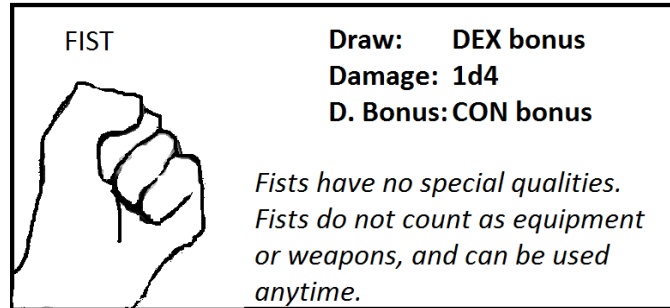 FIST
Draw: DEX bonus
Damage: 1d4
D. Bonus: CON bonus
Fists have no special qualities.
Fists do not count as equipment
or weapons, and can be used
anytime.